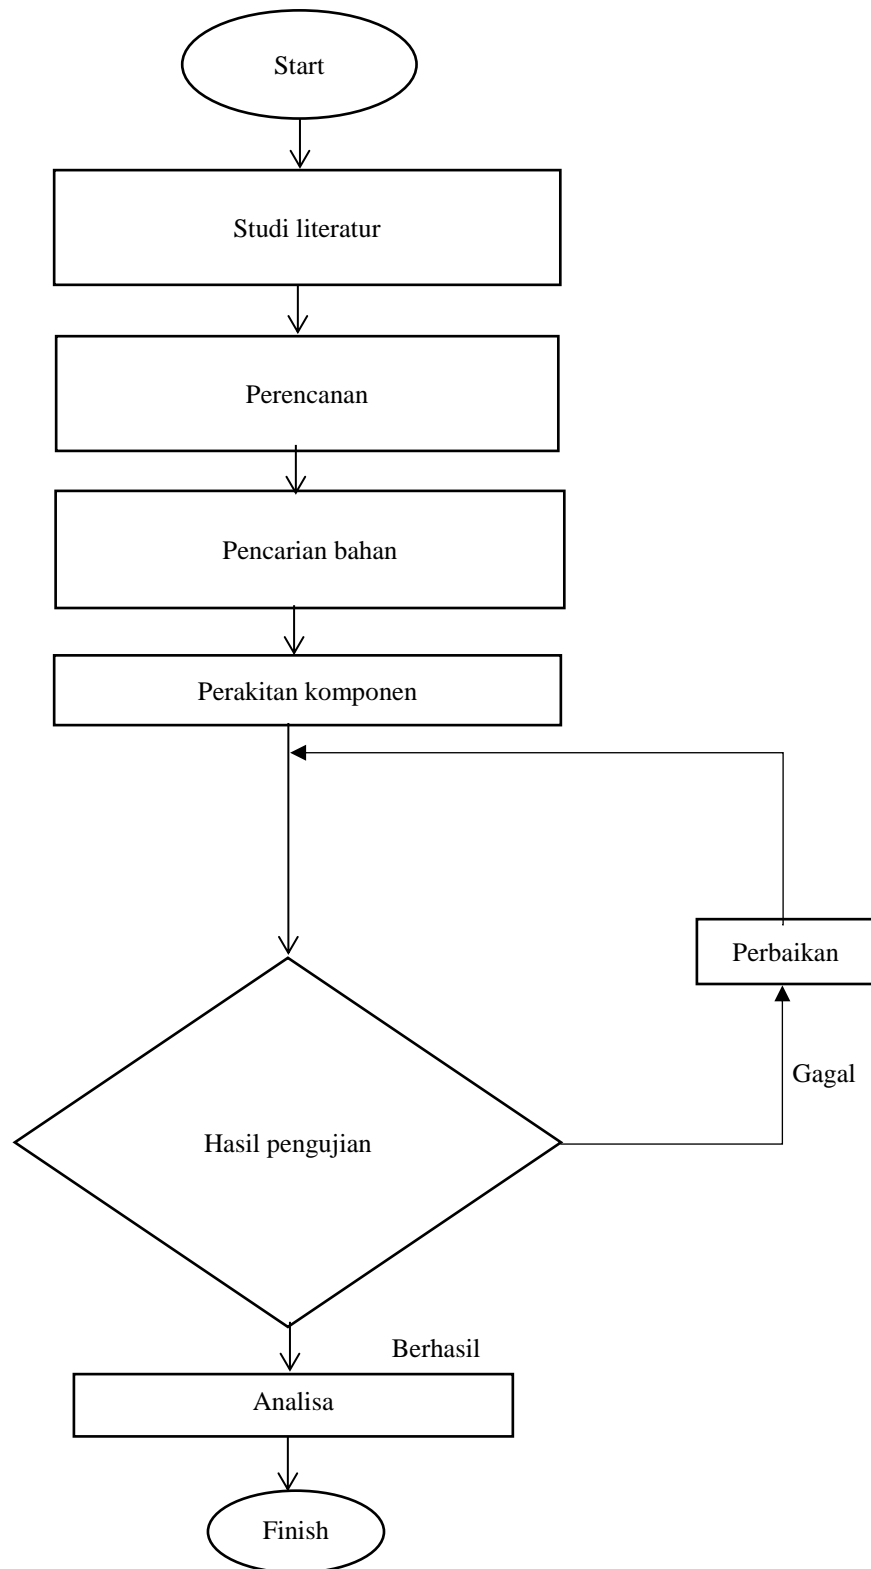 Start
Studi literatur
Perencanan
Pencarian bahan
Perakitan komponen
Perbaikan
Gagal
Hasil pengujian
Berhasil
Analisa
Finish